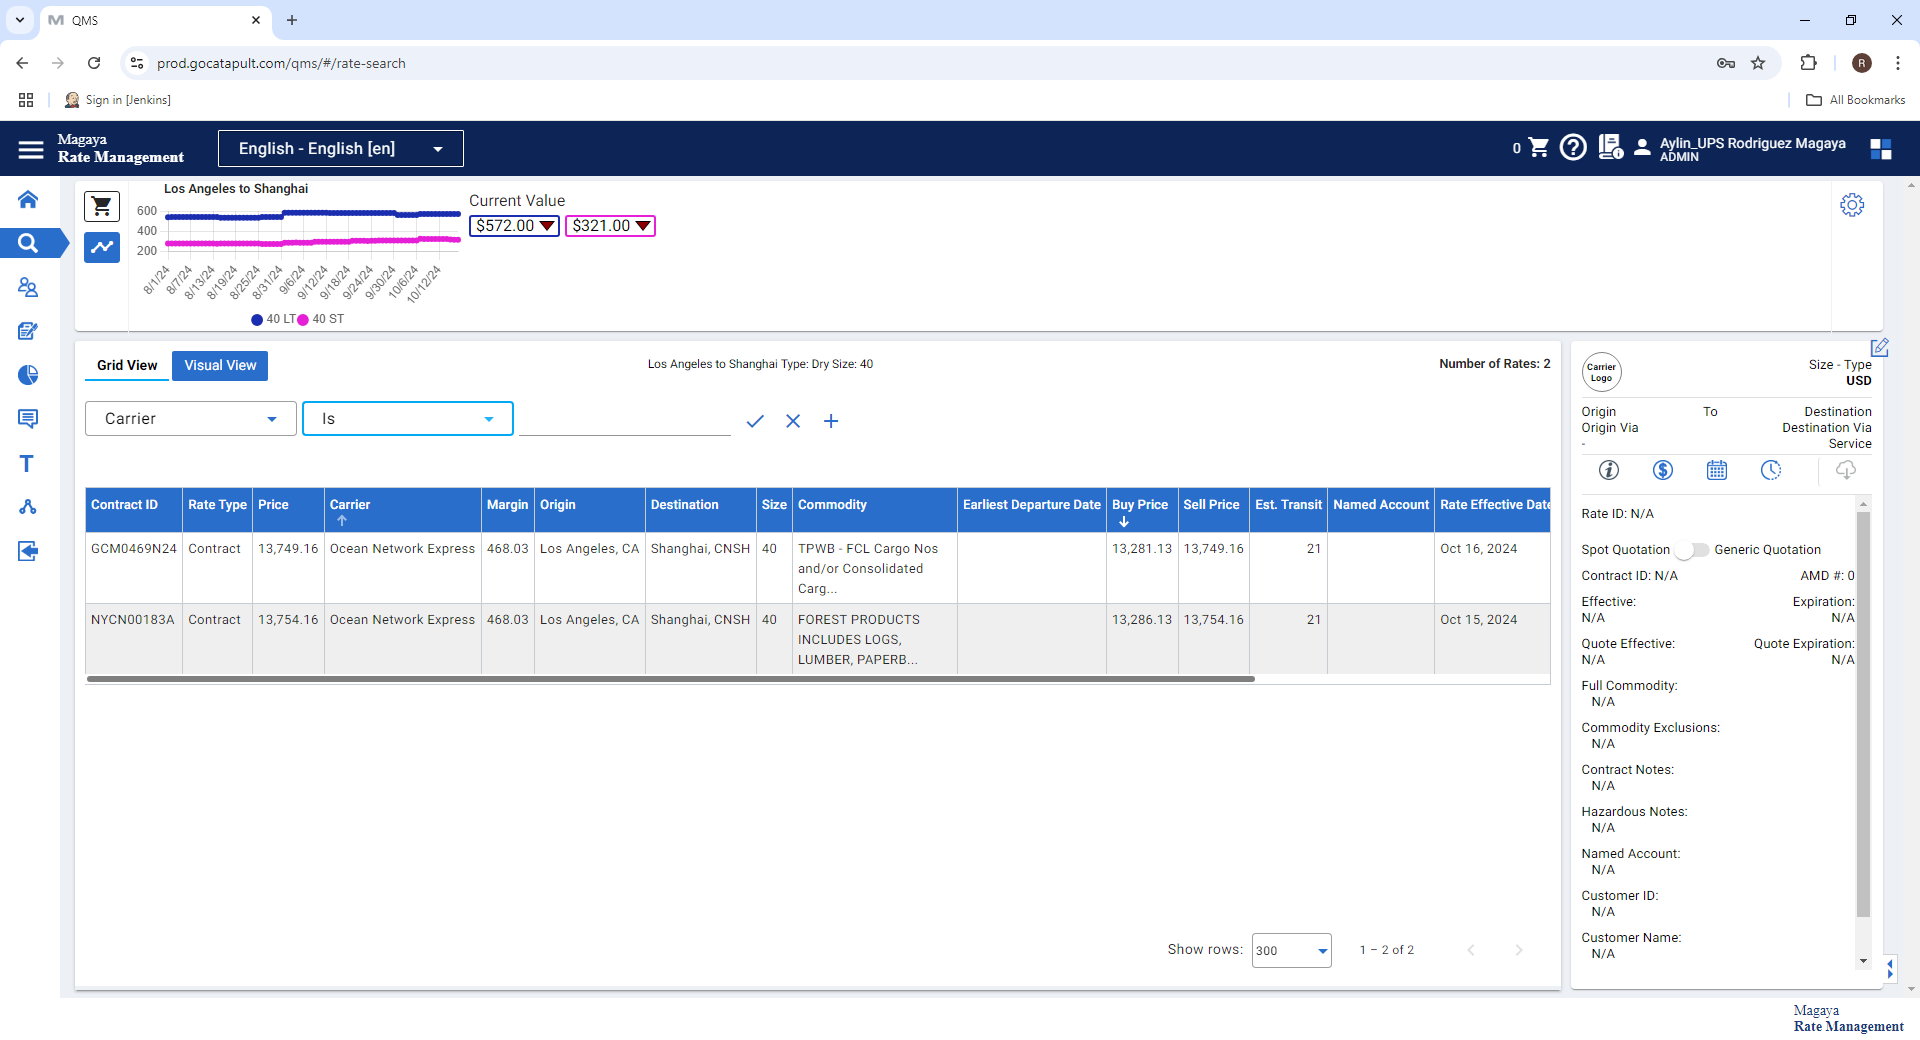 QMS
prod.gocatapult.com/qms/#/rate-search
R
Sign in [Jenkins]
All Bookmarks
Magaya
Rate Management
English - English [en]
0
Aylin_UPS Rodriguez Magaya
ADMIN
Los Angeles to Shanghai
600
400
200
8/1/24
8/7/24
8/13/24
8/19/24
8/25/24
8/31/24
9/6/24
9/12/24
9/18/24
9/24/24
9/30/24
10/6/24
10/12/24
40 LT 40 ST
Current Value
$572.00 $321.00
Grid View Visual View
Los Angeles to Shanghai Type: Dry Size: 40
Number of Rates: 2
Carrier Is
Contract ID Rate Type Price Carrier Margin Origin Destination Size Commodity Earliest Departure Date Buy Price Sell Price Est. Transit Named Account Rate Effective Date
GCM0469N24 Contract 13,749.16 Ocean Network Express 468.03 Los Angeles, CA Shanghai, CNSH 40 TPWB - FCL Cargo Nos 13,281.13 13,749.16 21 Oct 16, 2024
and/or Consolidated
Carg...
NYCN00183A Contract 13,754.16 Ocean Network Express 468.03 Los Angeles, CA Shanghai, CNSH 40 FOREST PRODUCTS 13,286.13 13,754.16 21 Oct 15, 2024
INCLUDES LOGS,
LUMBER, PAPERB...
Show rows: 300 1 – 2 of 2
Carrier
Logo
Size - Type
USD
Origin To Destination
Origin Via Destination Via
- Service
Rate ID: N/A
Spot Quotation Generic Quotation
Contract ID: N/A AMD #: 0
Effective: Expiration:
N/A N/A
Quote Effective: Quote Expiration:
N/A N/A
Full Commodity:
N/A
Commodity Exclusions:
N/A
Contract Notes:
N/A
Hazardous Notes:
N/A
Named Account:
N/A
Customer ID:
N/A
Customer Name:
N/A
Magaya
Rate Management